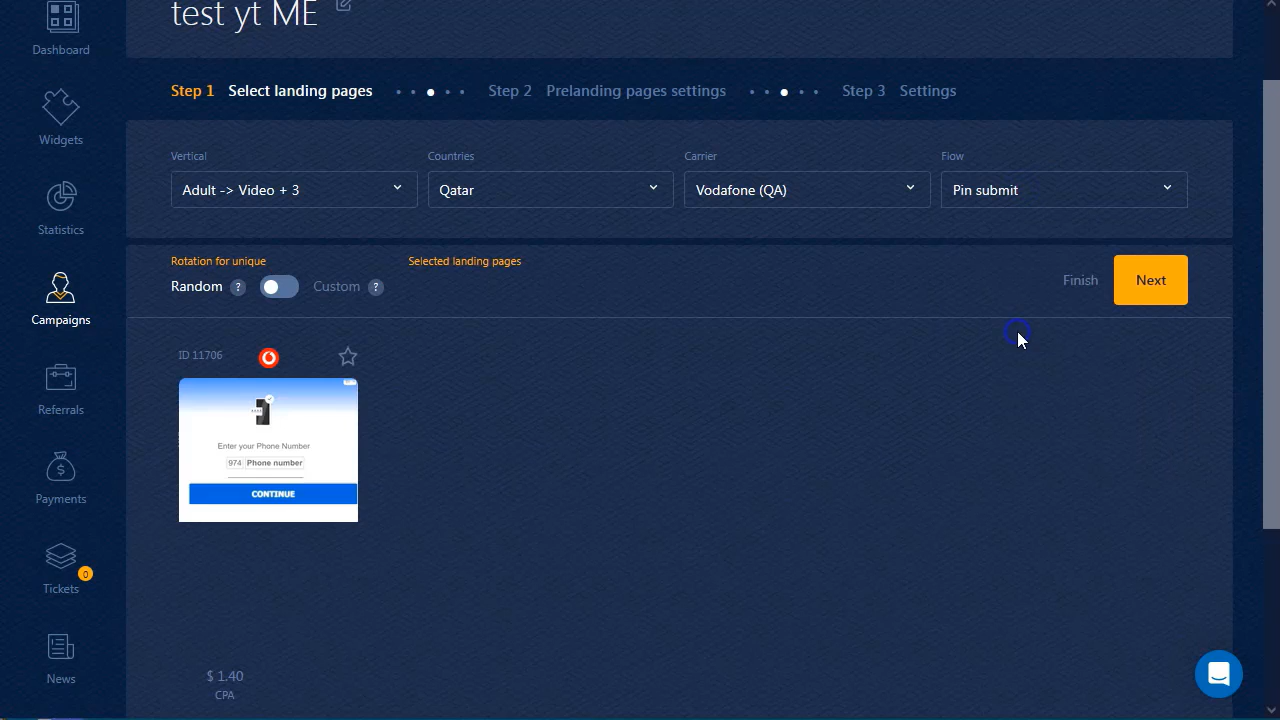 test yt ME
Dashboard
Step 1 Select landing pages Step 2 Prelanding pages settings Step 3 Settings
Widgets
Vertical Countries Carrier Flow
Adult -> Video + 3 Qatar Vodafone (QA) Pin submit
Statistics
Rotation for unique Selected landing pages
Random ? Custom ? Finish Next
Campaigns
ID 11706
Referrals
Enter your Phone Number
974 Phone number
CONTINUE
Payments
Tickets 0
News
$ 1.40
CPA